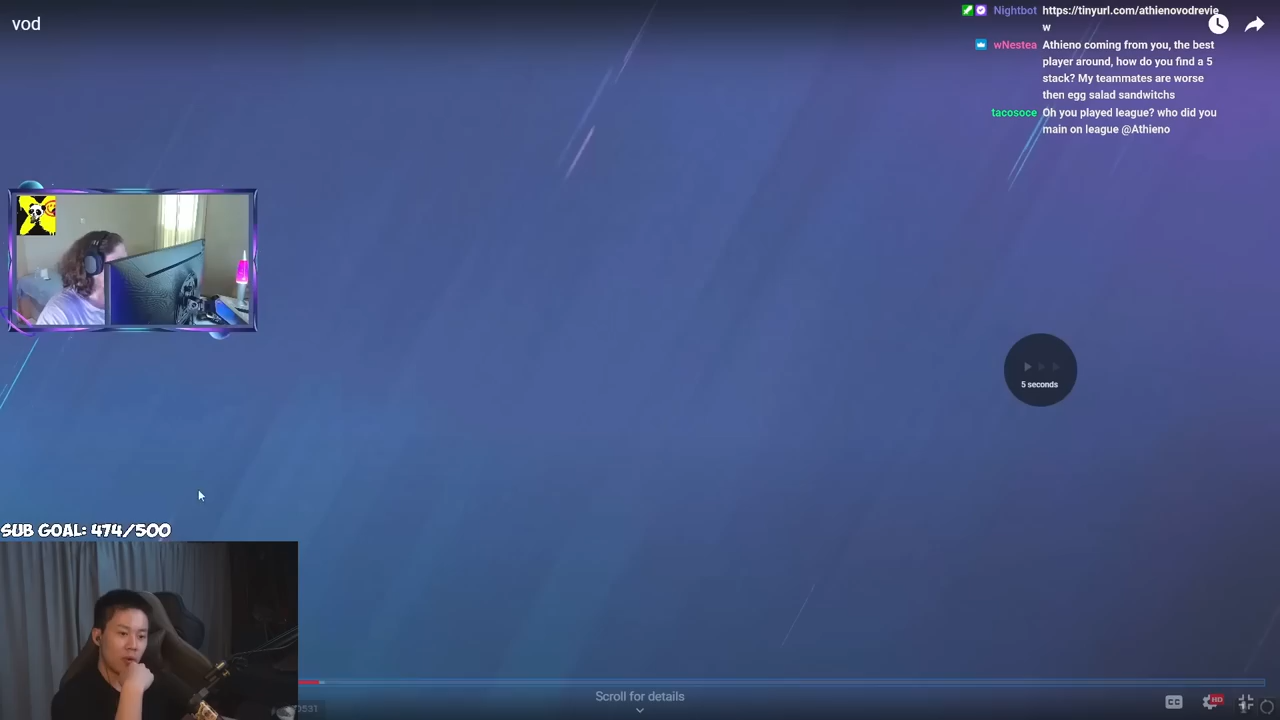 vod
Nightbot https://tinyurl.com/athienovodrevie
w
wNestea Athieno coming from you, the best
player around, how do you find a 5
stack? My teammates are worse
then egg salad sandwitchs
tacosoce Oh you played league? who did you
main on league @Athieno
5 seconds
SUB GOAL: 474/500
Scroll for details
CC
HD